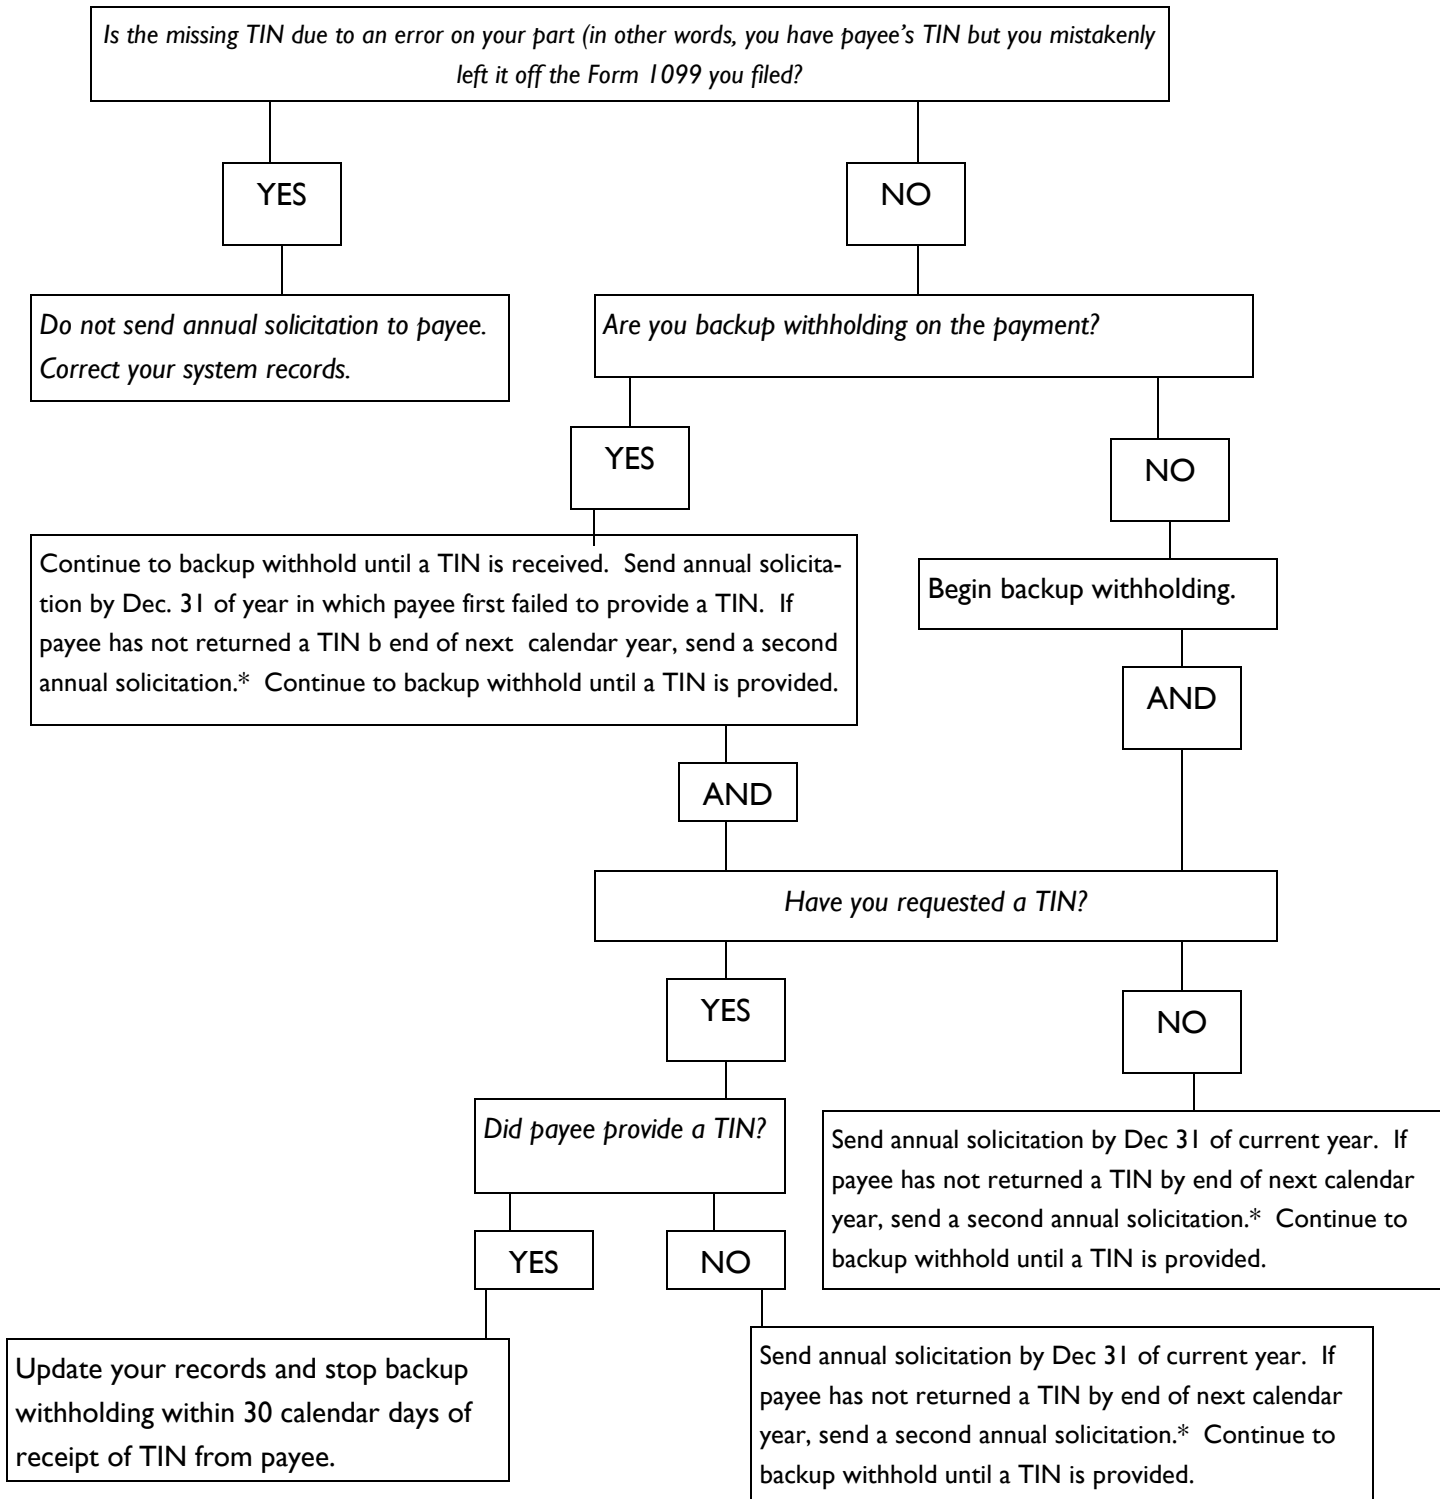 Is the missing TIN due to an error on your part (in other words, you have payee’s TIN but you mistakenly
left it off the Form 1099 you filed?
YES
NO
Do not send annual solicitation to payee.
Correct your system records.
Are you backup withholding on the payment?
YES
NO
Continue to backup withhold until a TIN is received. Send annual solicita-
tion by Dec. 31 of year in which payee first failed to provide a TIN. If
payee has not returned a TIN b end of next calendar year, send a second
annual solicitation.* Continue to backup withhold until a TIN is provided.
Begin backup withholding.
AND
AND
Have you requested a TIN?
YES
NO
Did payee provide a TIN?
Send annual solicitation by Dec 31 of current year. If
payee has not returned a TIN by end of next calendar
year, send a second annual solicitation.* Continue to
backup withhold until a TIN is provided.
YES
NO
Update your records and stop backup
withholding within 30 calendar days of
receipt of TIN from payee.
Send annual solicitation by Dec 31 of current year. If
payee has not returned a TIN by end of next calendar
year, send a second annual solicitation.* Continue to
backup withhold until a TIN is provided.